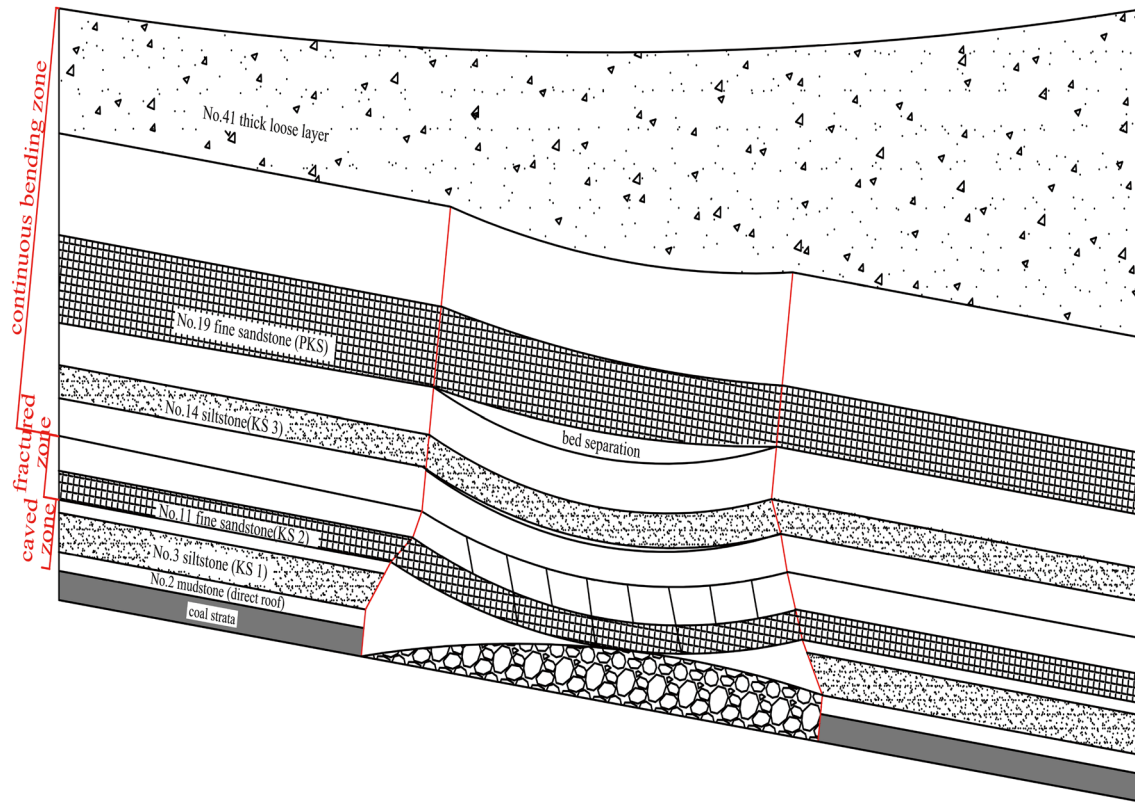 continuous bending zone
fractured
zone
caved
zone
No.41 thick loose layer
No.19 fine sandstone (PKS)
bed separation
No.14 siltstone(KS 3)
No.11 fine sandstone(KS 2)
No.3 siltstone (KS 1)
No.2 mudstone (direct roof)
coal strata